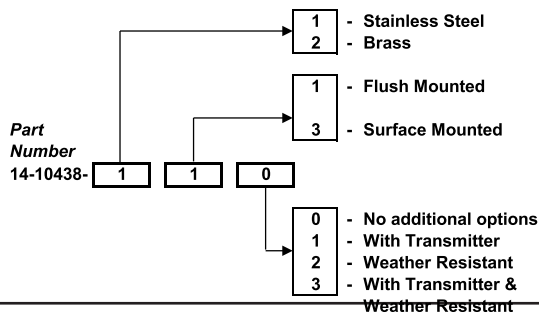 1 - Stainless Steel
2 - Brass
1 - Flush Mounted
3 - Surface Mounted
Part
Number
14-10438- 1 1 0
0 - No additional options
1 - With Transmitter
2 - Weather Resistant
3 - With Transmitter &
Weather Resistant